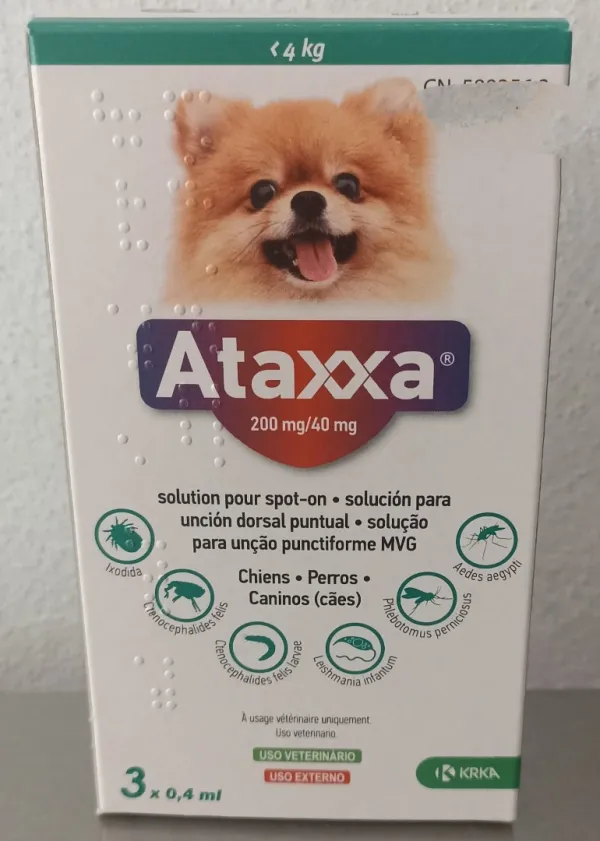 < 4 kg
Ataxxa®
200 mg/40 mg
solution pour spot-on • solución para
unción dorsal puntual • solução
para unção punctiforme MVG
Chiens • Perros •
Caninos (cães)
Ixodida
Ctenocephalides felis
Ctenocephalides felis larvae
Leishmania infantum
Phlebotomus perniciosus
Aedes aegypti
À usage vétérinaire uniquement.
Uso veterinario.
USO VETERINÁRIO
USO EXTERNO
3 x 0,4 ml
KRKA